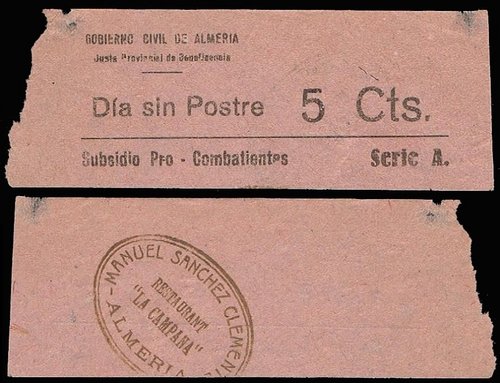 GOBIERNO CIVIL DE ALMERIA
Junta Provincial de Beneficencia
Día sin Postre 5 Cts.
Subsidio Pro - Combatientes Serie A.
MANUEL SANCHEZ CLEMEN
RESTAURANT
"LA CAMPANA"
ALMERIA